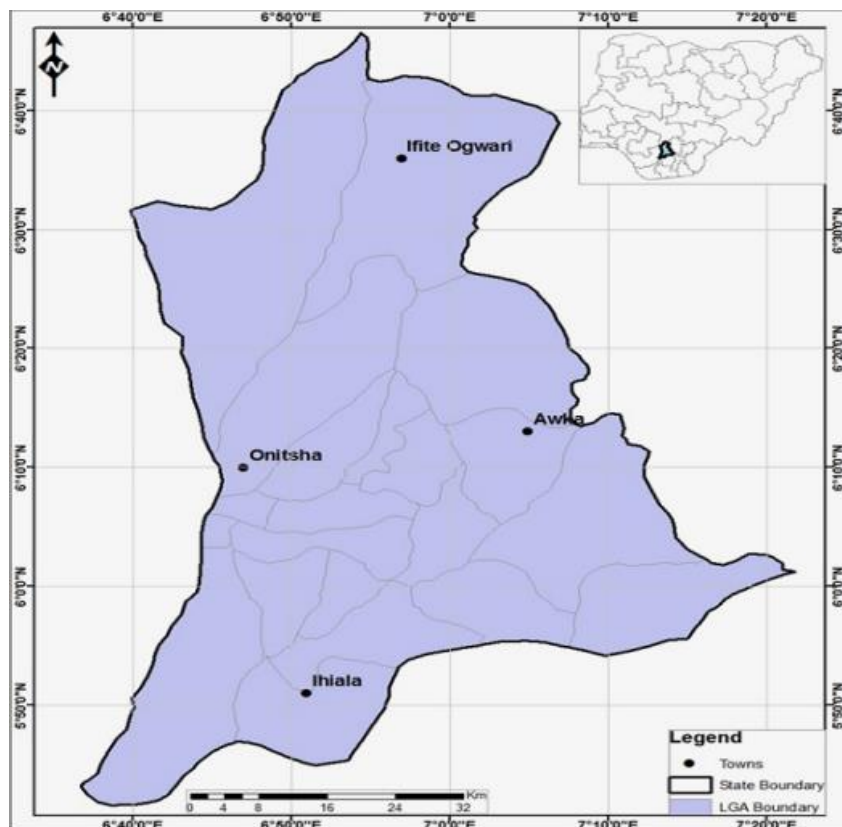 6°40'0"E 6°50'0"E 7°0'0"E 7°10'0"E 7°20'0"E
N
6°40'0"N 6°40'0"N
Ifite Ogwari
6°30'0"N 6°30'0"N
6°20'0"N 6°20'0"N
Awka
Onitsha
6°10'0"N 6°10'0"N
6°0'0"N 6°0'0"N
Ihiala
5°50'0"N 5°50'0"N
Legend
Towns
State Boundary
LGA Boundary
Km
0 2 4 8 16 24 32
6°40'0"E 6°50'0"E 7°0'0"E 7°10'0"E 7°20'0"E